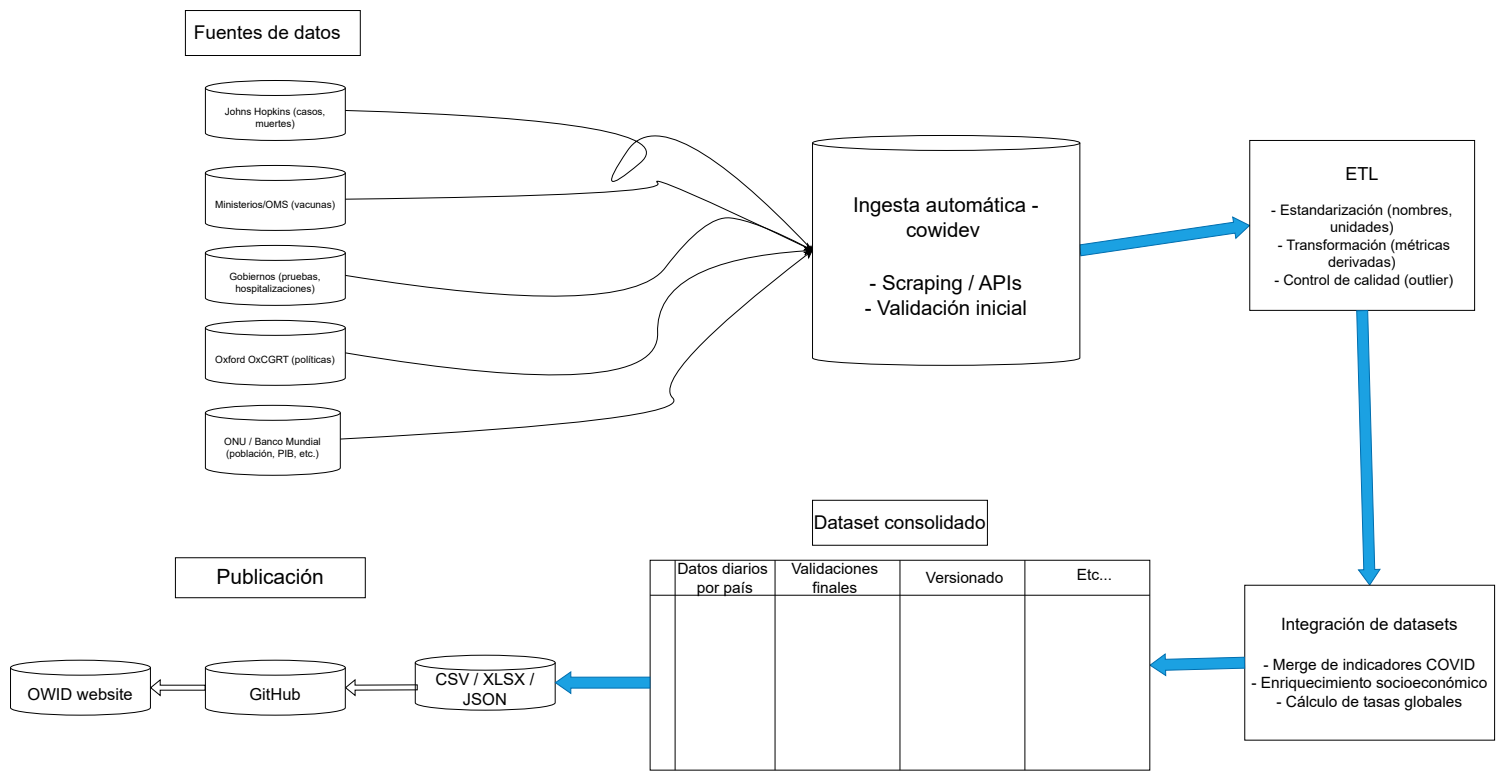 Fuentes de datos
Johns Hopkins (casos,
muertes)
Ministerios/OMS (vacunas)
Gobiernos (pruebas,
hospitalizaciones)
Oxford OxCGRT (políticas)
ONU / Banco Mundial
(población, PIB, etc.)
Ingesta automática -
cowidev
- Scraping / APIs
- Validación inicial
ETL
- Estandarización (nombres,
unidades)
- Transformación (métricas
derivadas)
- Control de calidad (outlier)
Integración de datasets
- Merge de indicadores COVID
- Enriquecimiento socioeconómico
- Cálculo de tasas globales
Dataset consolidado
Datos diarios
por país
Validaciones
finales
Versionado
Etc...
Publicación
CSV / XLSX /
JSON
GitHub
OWID website